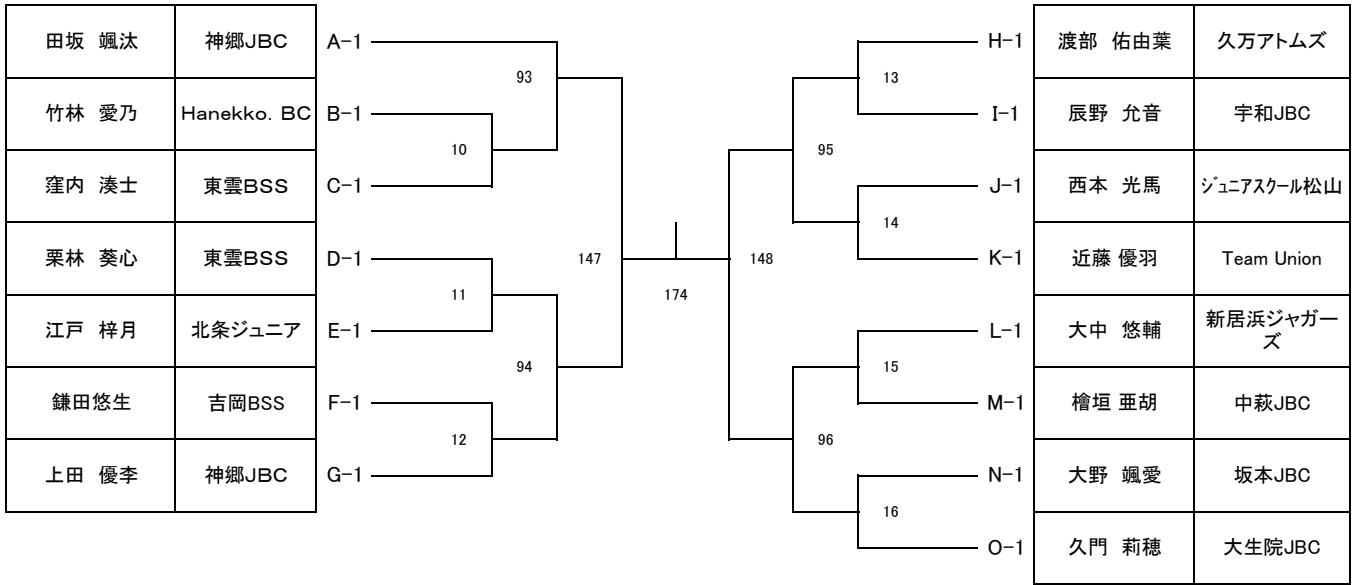 田坂 颯汰 神郷JBC A-1
竹林 愛乃 Hanekko. BC B-1
窪内 湊士 東雲BSS C-1
栗林 葵心 東雲BSS D-1
江戸 梓月 北条ジュニア E-1
鎌田悠生 吉岡BSS F-1
上田 優李 神郷JBC G-1
93
10
147
11
94
12
174
13
95
14
148
15
96
16
H-1 渡部 佑由葉 久万アトムズ
I-1 辰野 允音 宇和JBC
J-1 西本 光馬 ジュニアスクール松山
K-1 近藤 優羽 Team Union
L-1 大中 悠輔 新居浜ジャガー
ズ
M-1 檜垣 亜胡 中萩JBC
N-1 大野 颯愛 坂本JBC
O-1 久門 莉穂 大生院JBC